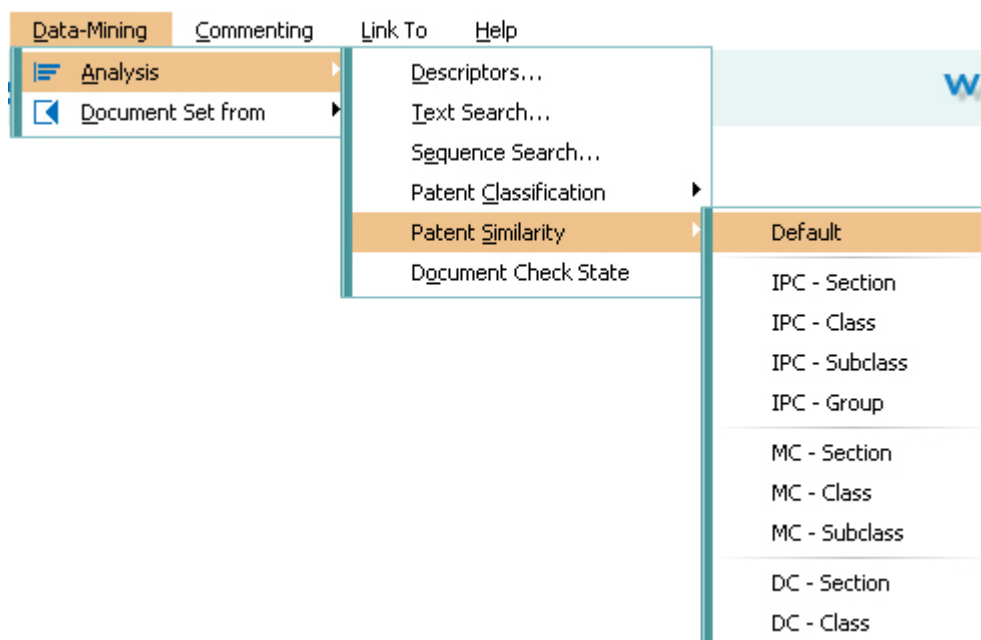 Data-Mining Commenting Link To Help
Analysis
Document Set from
Descriptors...
Text Search...
Sequence Search...
Patent Classification
Patent Similarity
Document Check State
Default
IPC - Section
IPC - Class
IPC - Subclass
IPC - Group
MC - Section
MC - Class
MC - Subclass
DC - Section
DC - Class